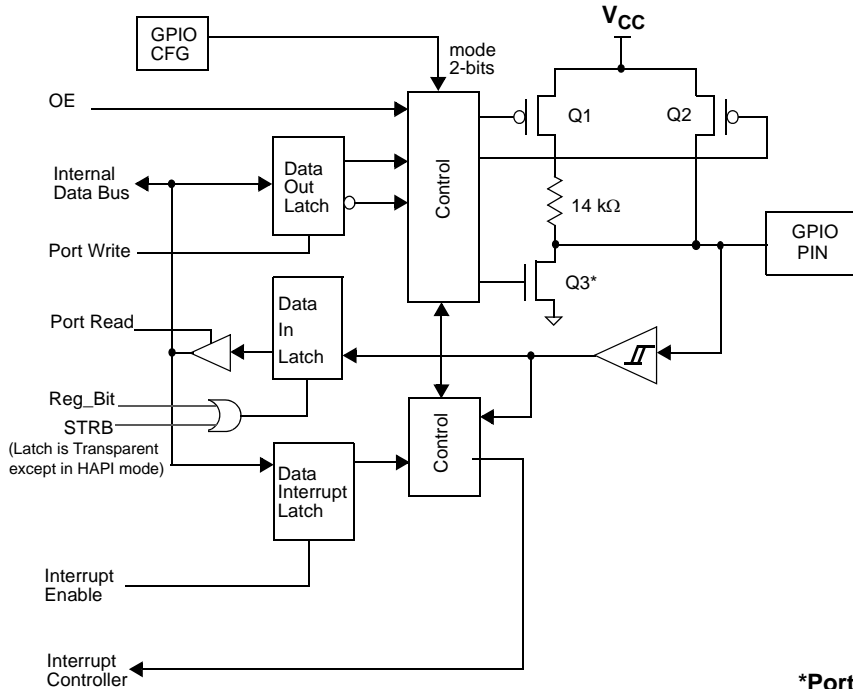 GPIO
CFG
mode
2-bits
VCC
OE
Q1
Q2
Internal
Data Bus
Data
Out
Latch
Control
14 kΩ
GPIO
PIN
Port Write
Q3*
Data
In
Latch
Port Read
Reg_Bit
STRB
(Latch is Transparent
except in HAPI mode)
Control
Data
Interrupt
Latch
Interrupt
Enable
Interrupt
Controller
*Port